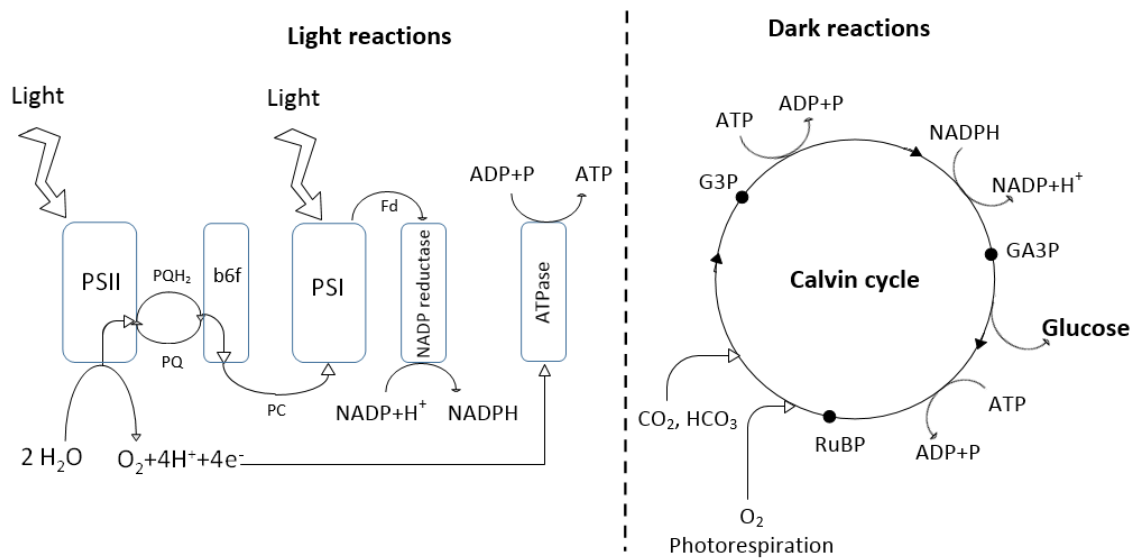 Light reactions
Light
Light
ADP+P
ATP
Fd
PSII
PQH₂
b6f
PSI
NADP reductase
ATPase
PQ
PC
NADP+H⁺
NADPH
2 H₂O
O₂+4H⁺+4e⁻
Dark reactions
ATP
ADP+P
NADPH
G3P
NADP+H⁺
GA3P
Calvin cycle
Glucose
CO₂, HCO₃
ATP
RuBP
ADP+P
O₂
Photorespiration